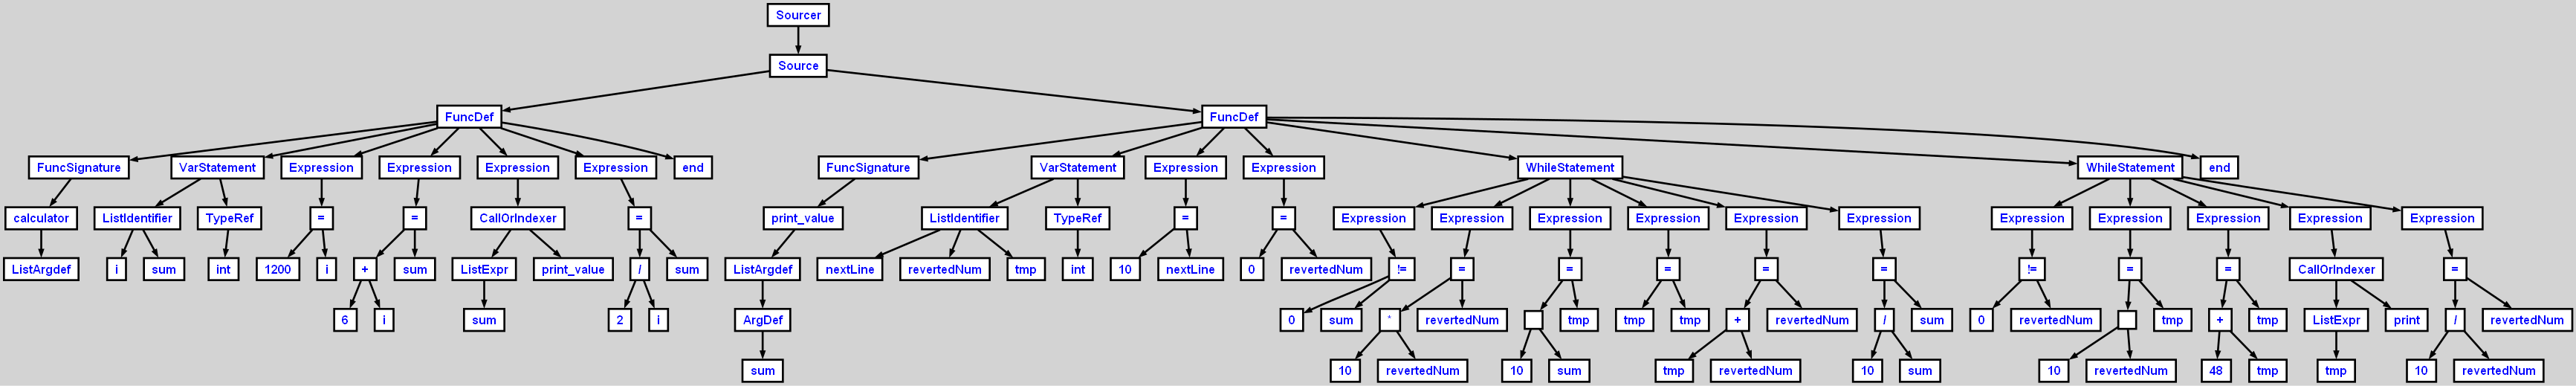 Sourcer
Source
FuncDef FuncDef
FuncSignature VarStatement Expression Expression Expression Expression end FuncSignature VarStatement Expression Expression WhileStatement WhileStatement end
calculator ListIdentifier TypeRef = = CallOrIndexer = print_value ListIdentifier TypeRef = = Expression Expression Expression Expression Expression Expression Expression Expression Expression Expression Expression
ListArgdef i sum int 1200 i + sum ListExpr print_value / sum ListArgdef nextLine revertedNum tmp int 10 nextLine 0 revertedNum != = = = = = != = = CallOrIndexer =
6 i sum 2 i ArgDef 0 sum * revertedNum tmp tmp tmp + revertedNum / sum 0 revertedNum tmp + tmp ListExpr print / revertedNum
sum 10 revertedNum 10 sum tmp revertedNum 10 sum 10 revertedNum 48 tmp tmp 10 revertedNum